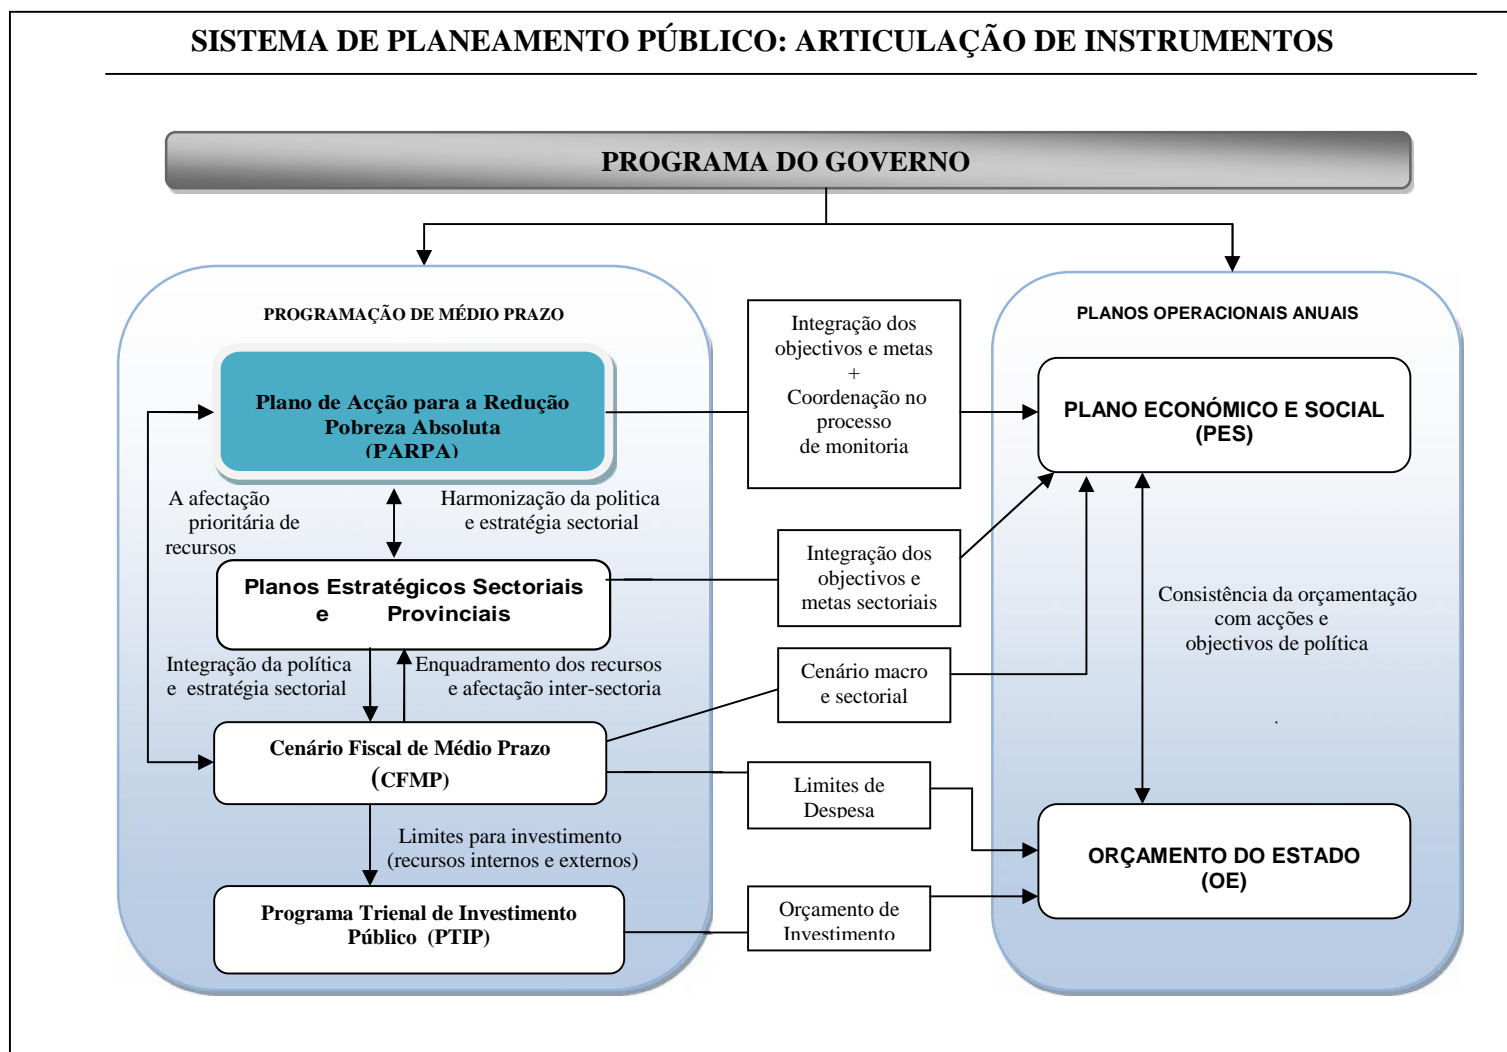 SISTEMA DE PLANEAMENTO PÚBLICO: ARTICULAÇÃO DE INSTRUMENTOS
PROGRAMA DO GOVERNO
PROGRAMAÇÃO DE MÉDIO PRAZO
Plano de Acção para a Redução
Pobreza Absoluta
(PARPA)
A afectação
prioritária de
recursos
Harmonização da politica
e estratégia sectorial
Planos Estratégicos Sectoriais
e Provinciais
Integração da política
e estratégia sectorial
Enquadramento dos recursos
e afectação inter-sectoria
Cenário Fiscal de Médio Prazo
(CFMP)
Limites para investimento
(recursos internos e externos)
Programa Trienal de Investimento
Público (PTIP)
Integração dos
objectivos e metas
+
Coordenação no
processo
de monitoria
Integração dos
objectivos e
metas sectoriais
Cenário macro
e sectorial
Limites de
Despesa
Orçamento de
Investimento
PLANOS OPERACIONAIS ANUAIS
PLANO ECONÓMICO E SOCIAL
(PES)
Consistência da orçamentação
com acções e
objectivos de política
.
ORÇAMENTO DO ESTADO
(OE)